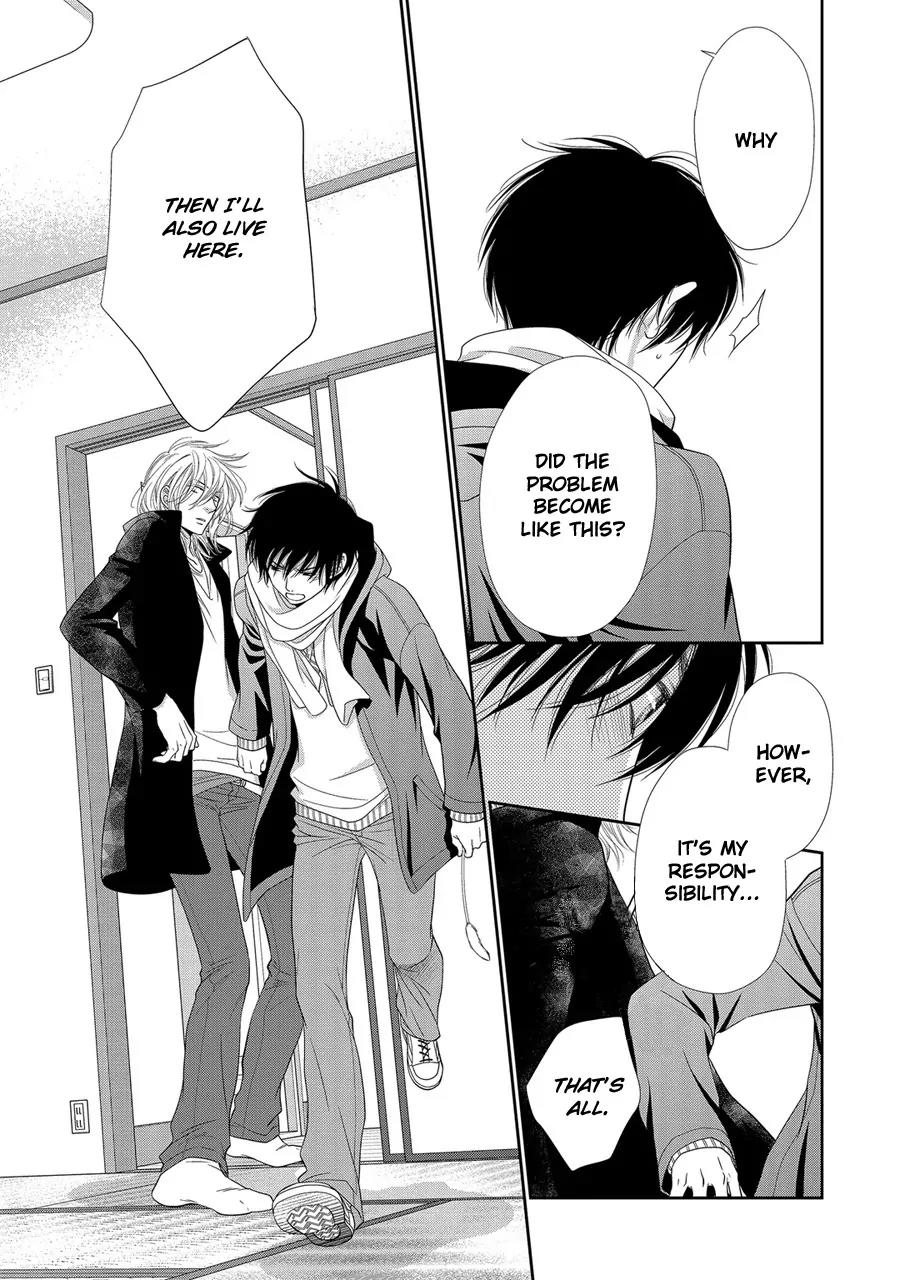 WHY
DID THE
PROBLEM
BECOME
LIKE THIS?
HOW-
EVER,
IT'S MY
RESPON-
SIBILITY...
THAT'S
ALL.
THEN I'LL
ALSO LIVE
HERE.